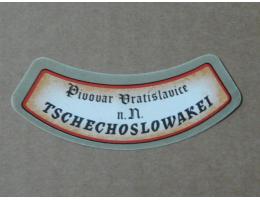 Pivovar Vratislavice
n. N.
TSCHECHOSLOWAKEI